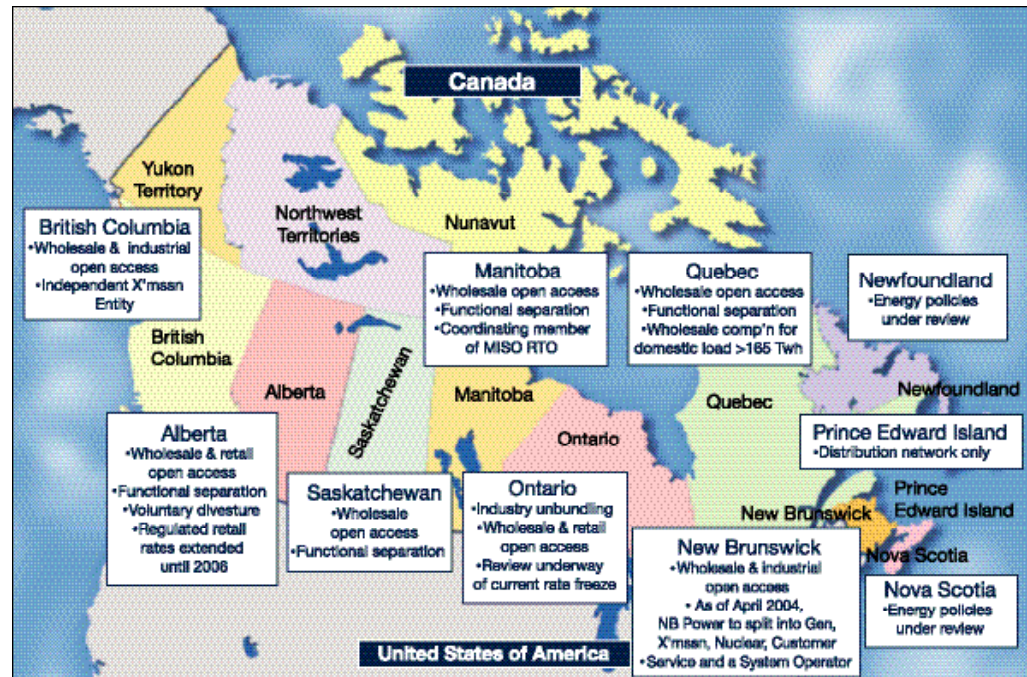 Canada
Yukon
Territory
Northwest
Territories
Nunavut
British Columbia
•Wholesale & industrial
open access
•Independent X'mssn
Entity
Manitoba
•Wholesale open access
•Functional separation
•Coordinating member
of MISO RTO
Quebec
•Wholesale open access
•Functional separation
•Wholesale comp'n for
domestic load >165 Twh
Newfoundland
•Energy policies
under review
British
Columbia
Alberta
Saskatchewan
Manitoba
Ontario
Quebec
Newfoundland
Alberta
•Wholesale & retail
open access
•Functional separation
•Voluntary divesture
•Regulated retail
rates extended
until 2006
Saskatchewan
•Wholesale
open access
•Functional separation
Ontario
•Industry unbundling
•Wholesale & retail
open access
•Review underway
of current rate freeze
Prince Edward Island
•Distribution network only
Prince
Edward Island
New Brunswick
Nova Scotia
New Brunswick
•Wholesale & industrial
open access
•As of April 2004,
NB Power to split into Gen,
X'mssn, Nuclear, Customer
•Service and a System Operator
Nova Scotia
•Energy policies
under review
United States of America